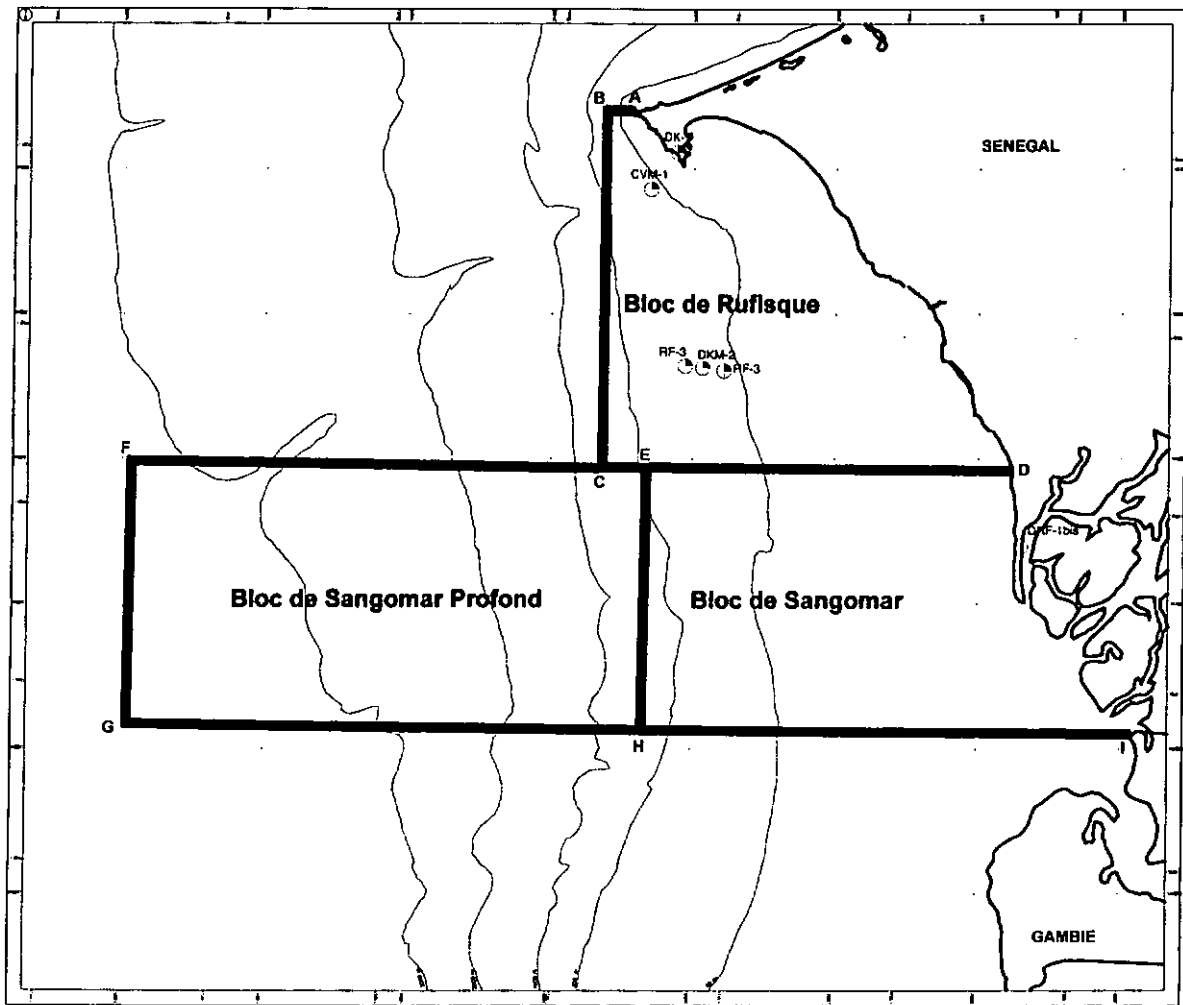 B A
SENEGAL
CVM-1
Bloc de Rufisque
RF-3 DKM-2
RF-3
F
E
C
D
Bloc de Sangomar Profond
Bloc de Sangomar
G
H
I
GAMBIE